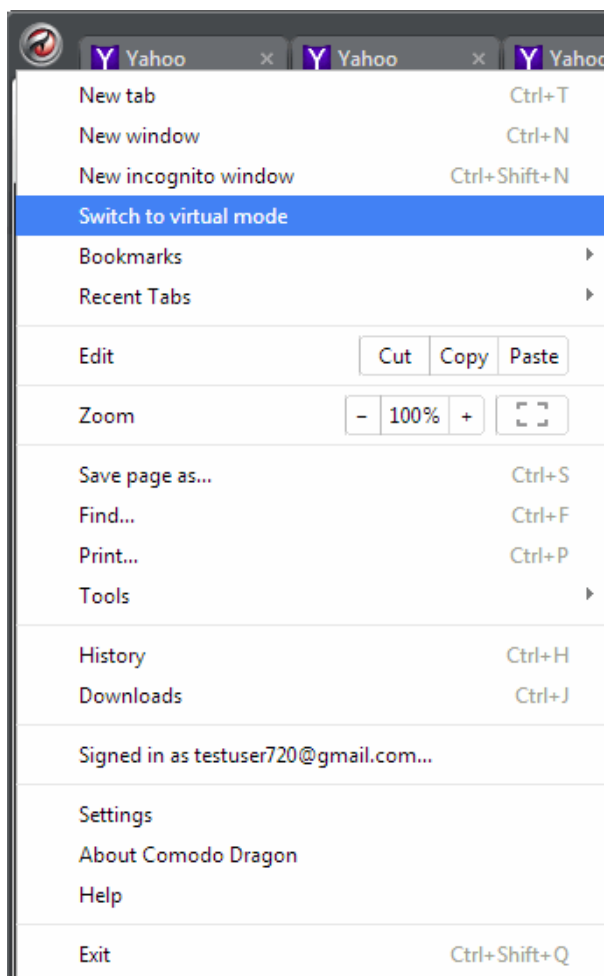 Yahoo Yahoo Yahoo
New tab Ctrl+T
New window Ctrl+N
New incognito window Ctrl+Shift+N
Switch to virtual mode
Bookmarks
Recent Tabs
Edit Cut Copy Paste
Zoom − 100% +
Save page as... Ctrl+S
Find... Ctrl+F
Print... Ctrl+P
Tools
History Ctrl+H
Downloads Ctrl+J
Signed in as testuser720@gmail.com...
Settings
About Comodo Dragon
Help
Exit Ctrl+Shift+Q